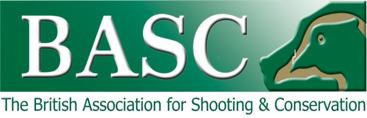 BASC
The British Association for Shooting & Conservation